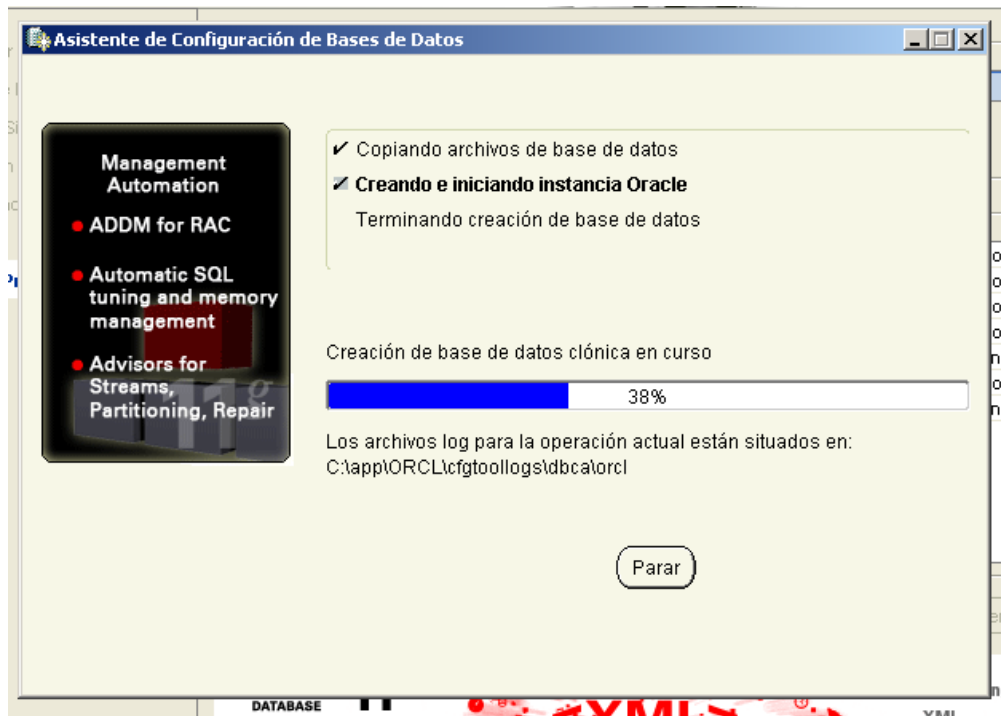 Asistente de Configuración de Bases de Datos
Management
Automation
ADDM for RAC
Automatic SQL
tuning and memory
management
Advisors for
Streams,
Partitioning, Repair
11g
Copiando archivos de base de datos
Creando e iniciando instancia Oracle
Terminando creación de base de datos
Creación de base de datos clónica en curso
38%
Los archivos log para la operación actual están situados en:
C:\app\ORCL\cfgtoollogs\dbca\orcl
Parar
DATABASE
XML
XML